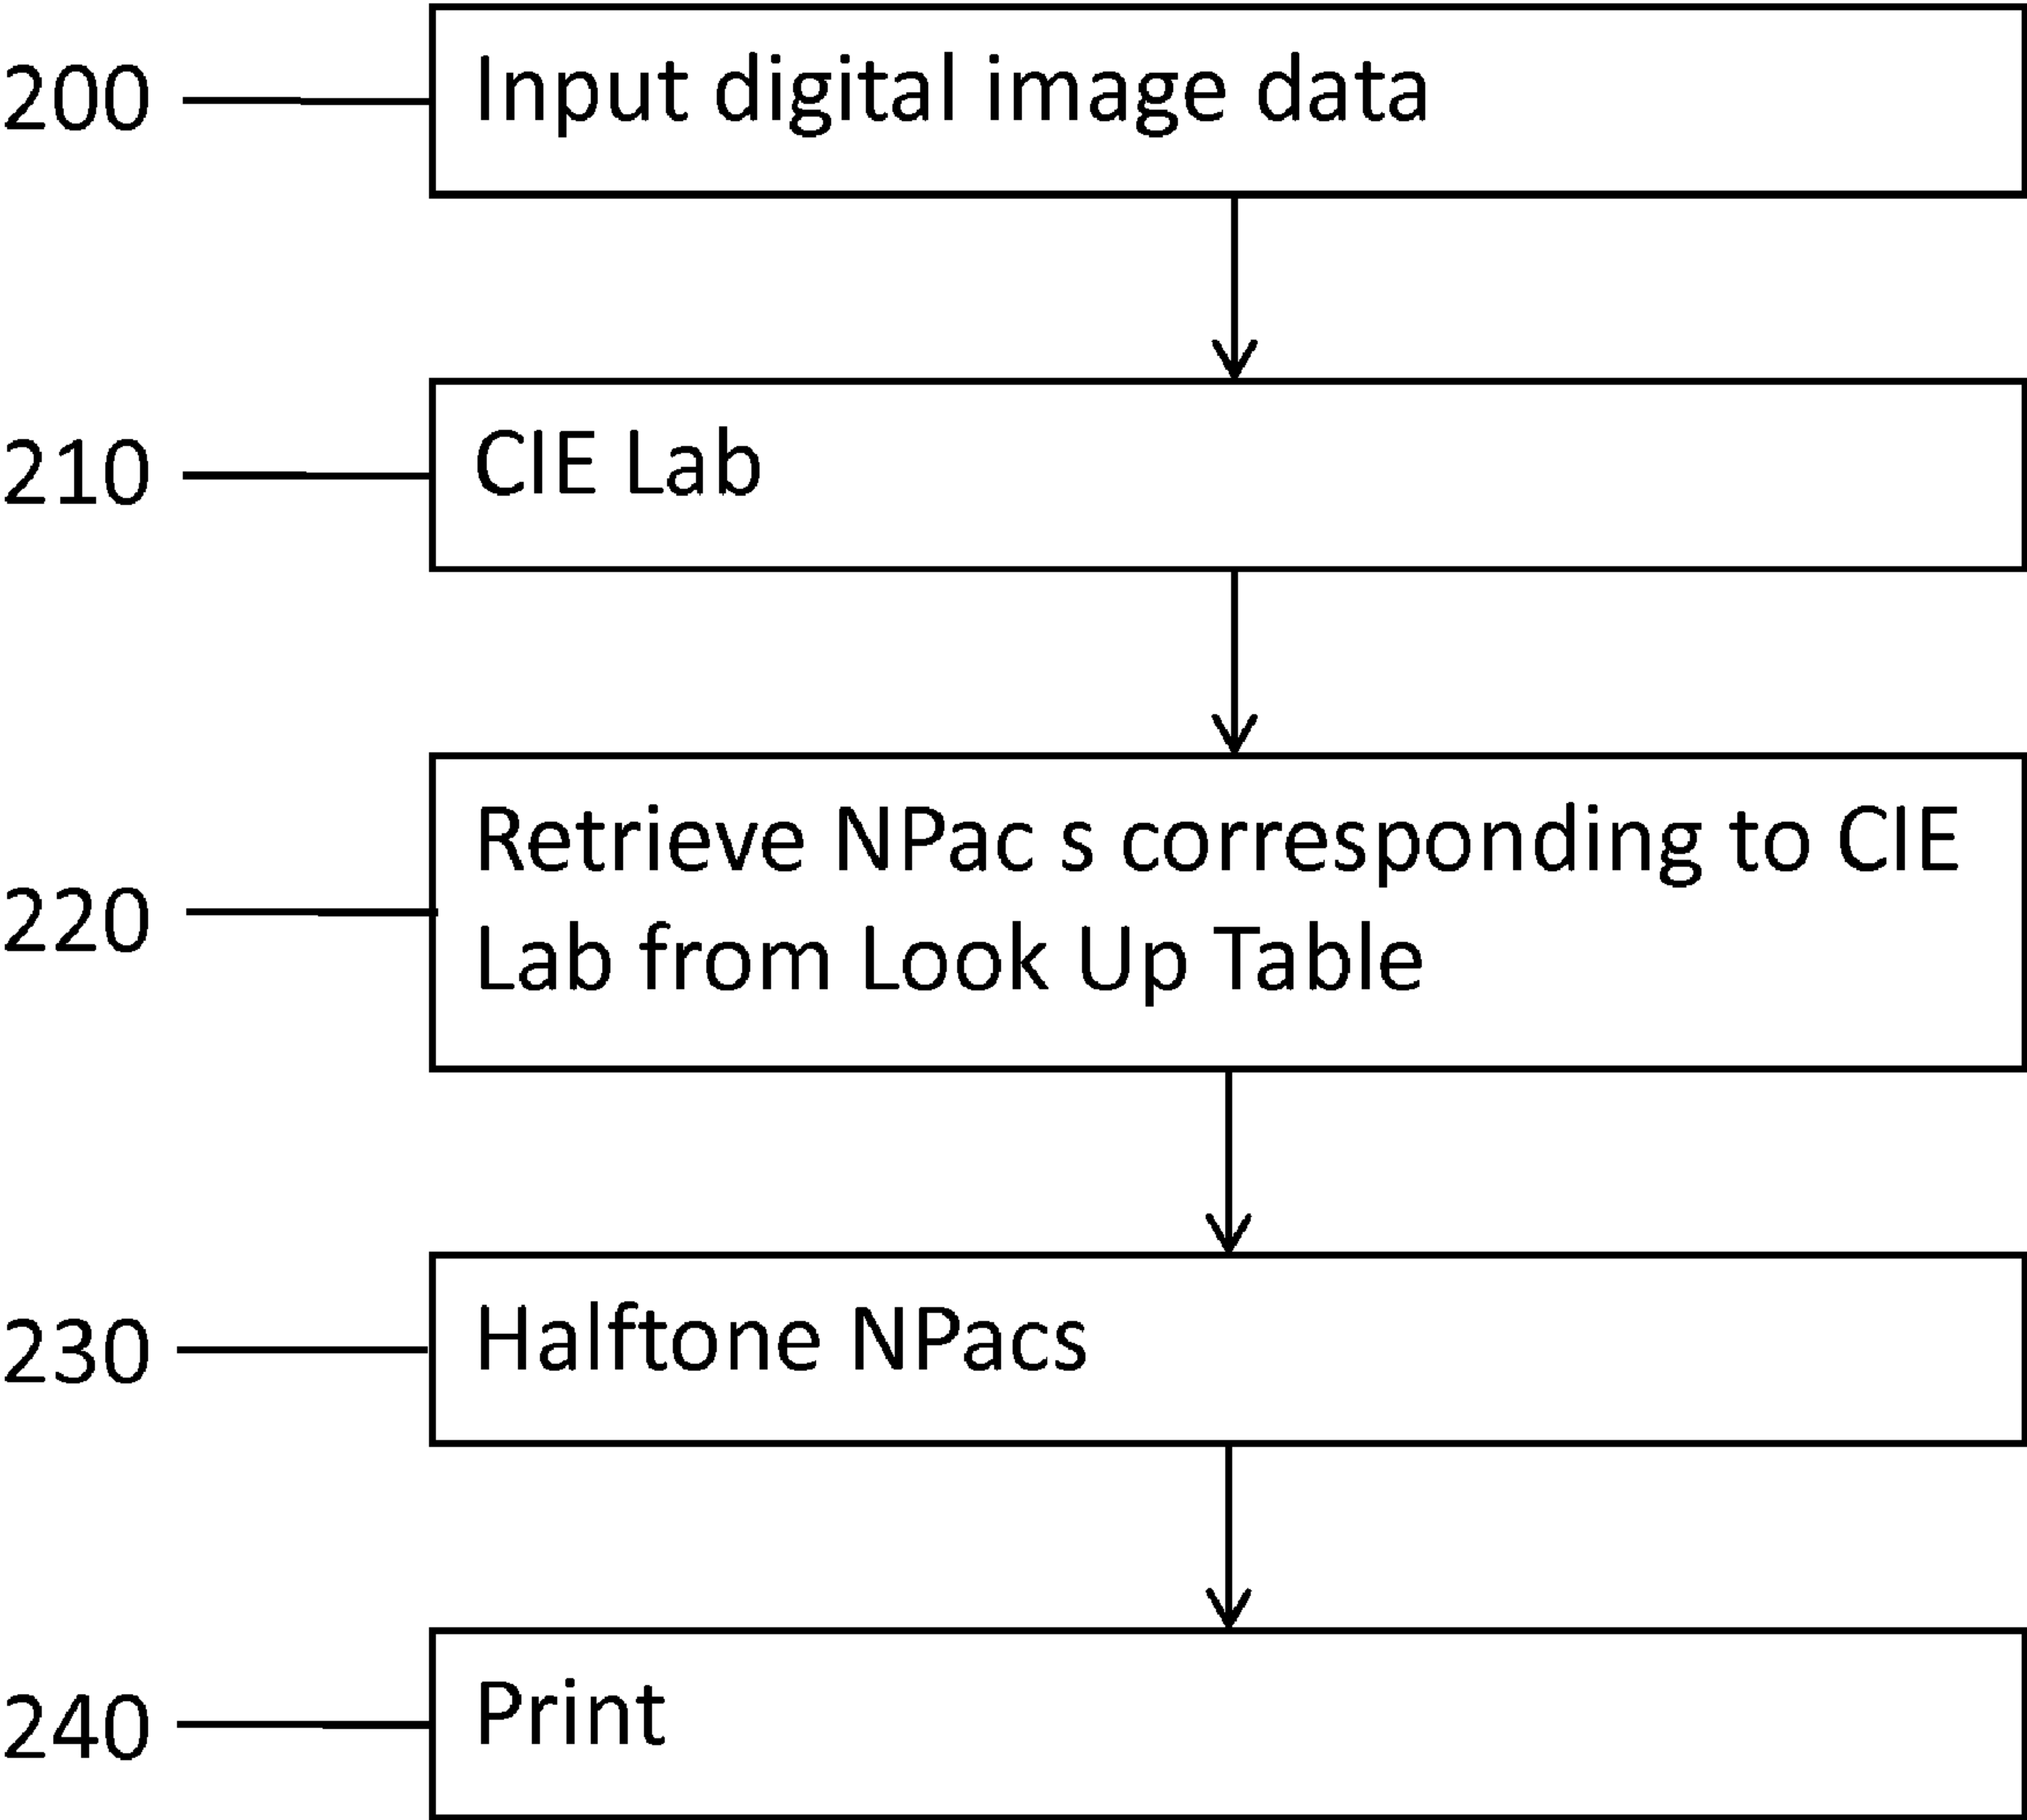 200
Input digital image data
210
CIE Lab
220
Retrieve NPac s corresponding to CIE
Lab from Look Up Table
230
Halftone NPacs
240
Print